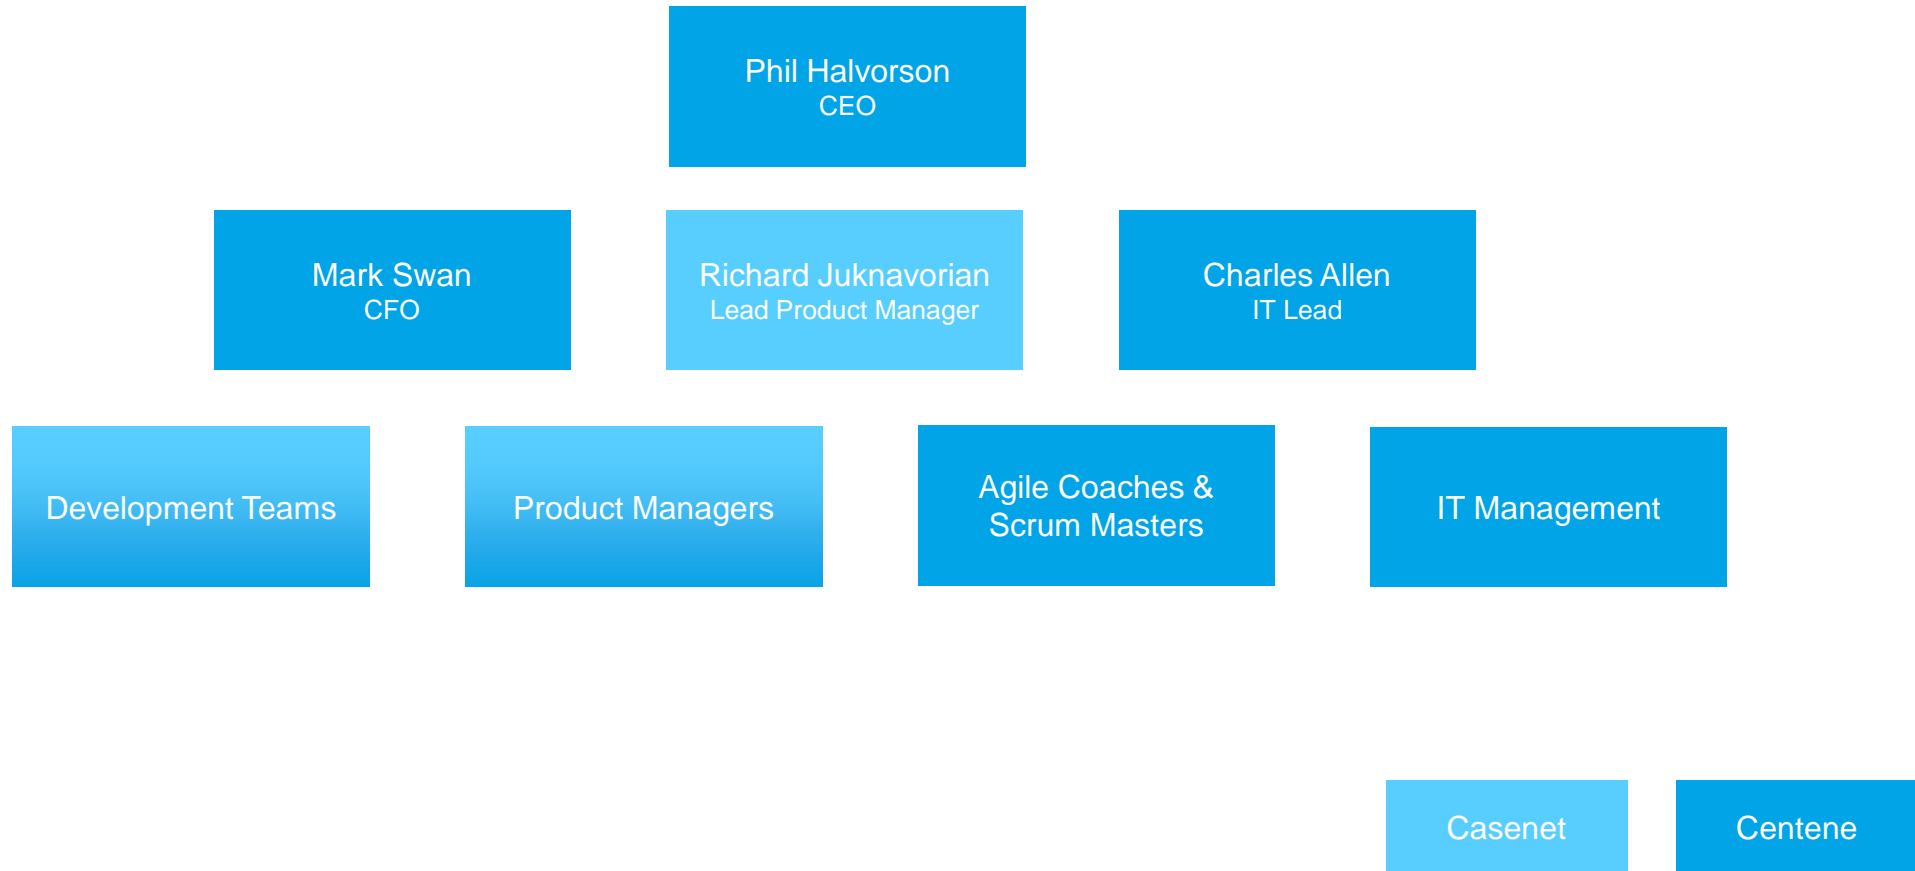 Phil Halvorson
CEO
Mark Swan
CFO
Richard Juknavorian
Lead Product Manager
Charles Allen
IT Lead
Development Teams
Product Managers
Agile Coaches &
Scrum Masters
IT Management
Casenet
Centene